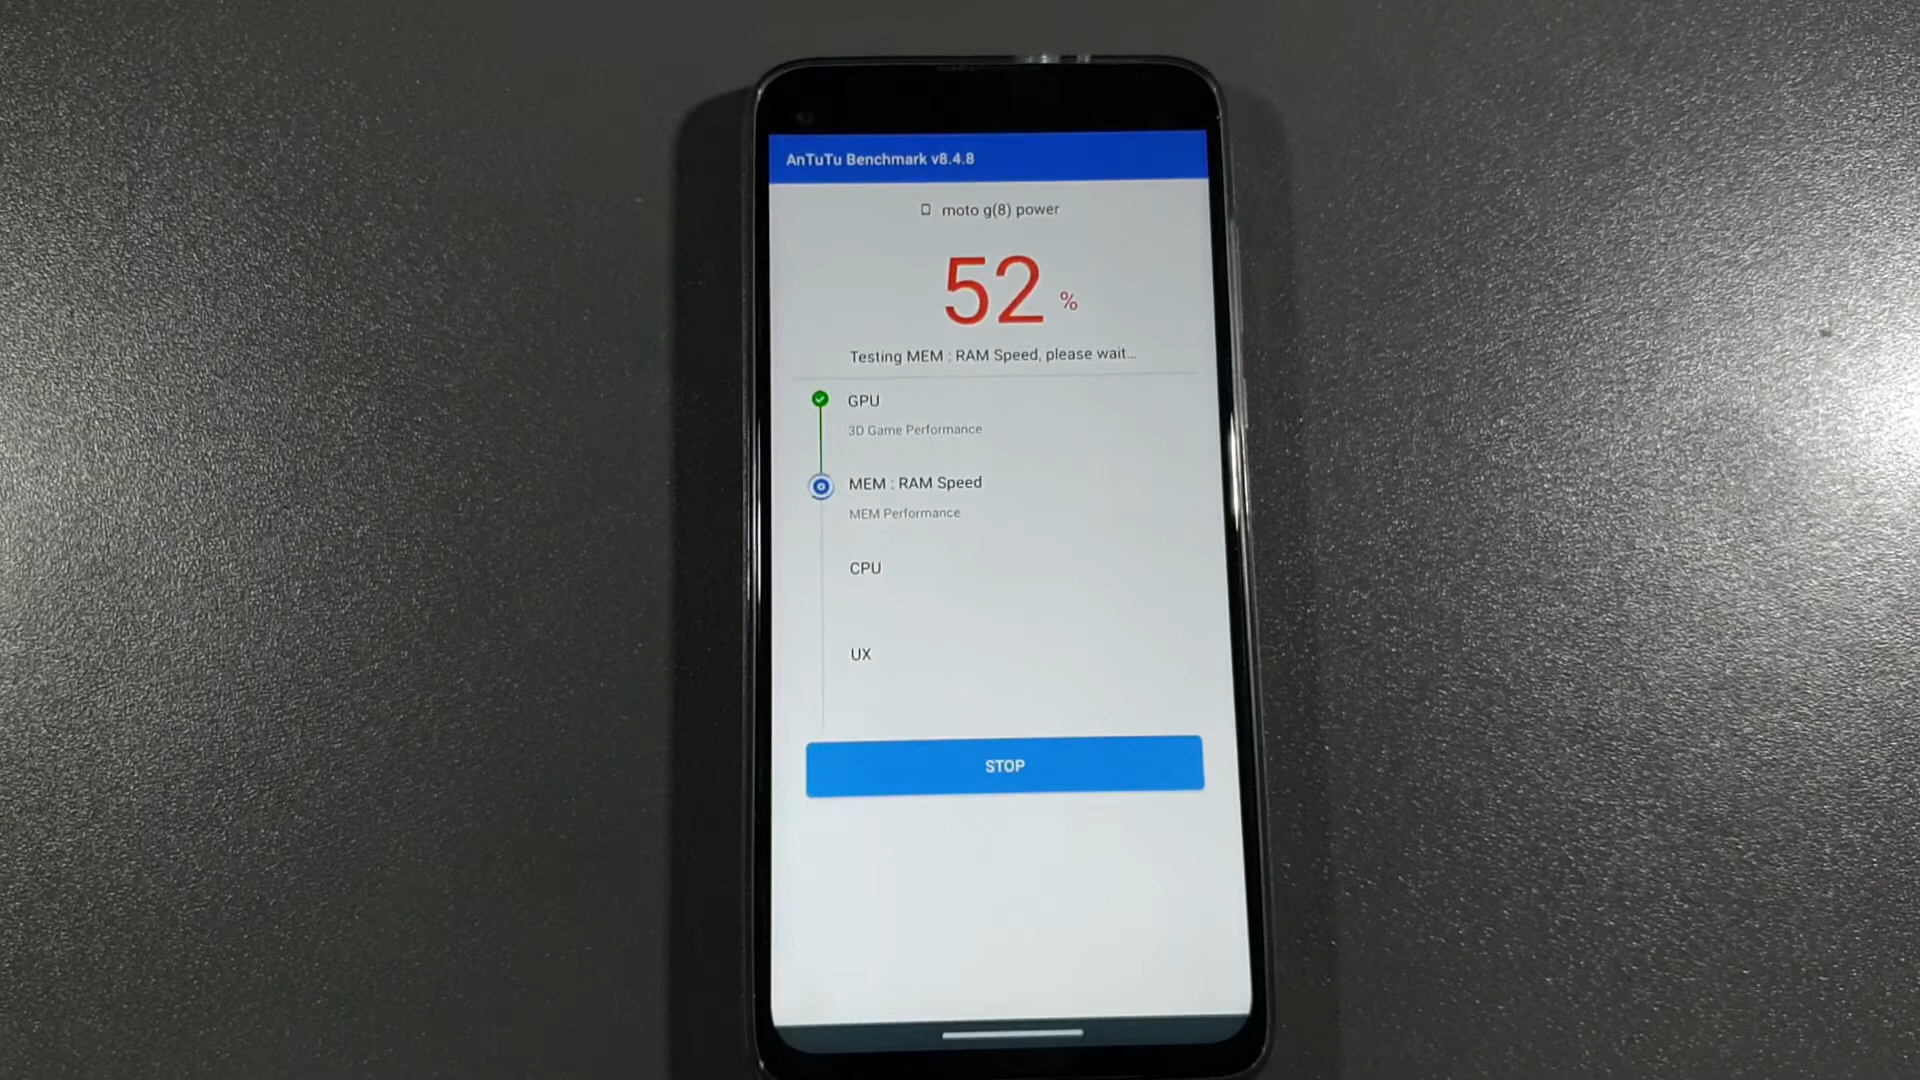 AnTuTu Benchmark v8.4.8
moto g(8) power
52 %
Testing MEM : RAM Speed, please wait...
GPU
3D Game Performance
MEM : RAM Speed
MEM Performance
CPU
UX
STOP